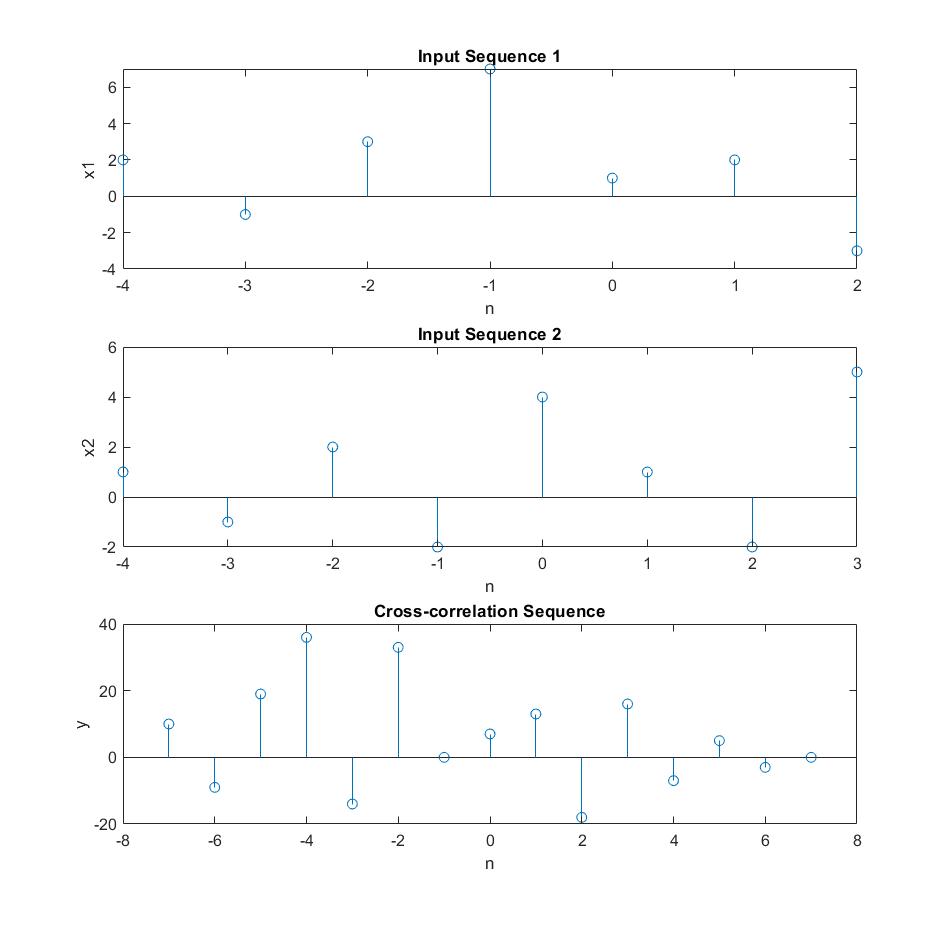 Input Sequence 1
6
4
2
0
-2
-4
x1
-4 -3 -2 -1 0 1 2
n
Input Sequence 2
6
4
2
0
-2
x2
-4 -3 -2 -1 0 1 2 3
n
Cross-correlation Sequence
40
20
0
-20
y
-8 -6 -4 -2 0 2 4 6 8
n